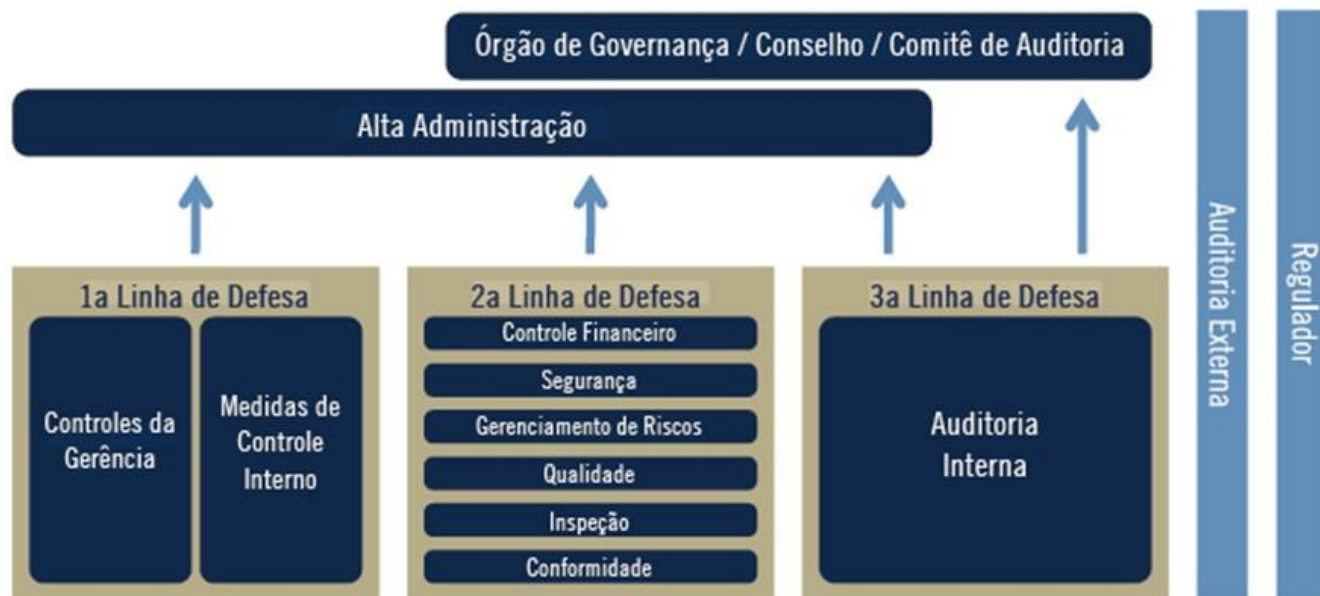 Órgão de Governança / Conselho / Comitê de Auditoria
Alta Administração
1a Linha de Defesa
Controles da
Gerência
Medidas de
Controle
Interno
2a Linha de Defesa
Controle Financeiro
Segurança
Gerenciamento de Riscos
Qualidade
Inspeção
Conformidade
3a Linha de Defesa
Auditoria
Interna
Auditoria Externa
Regulador